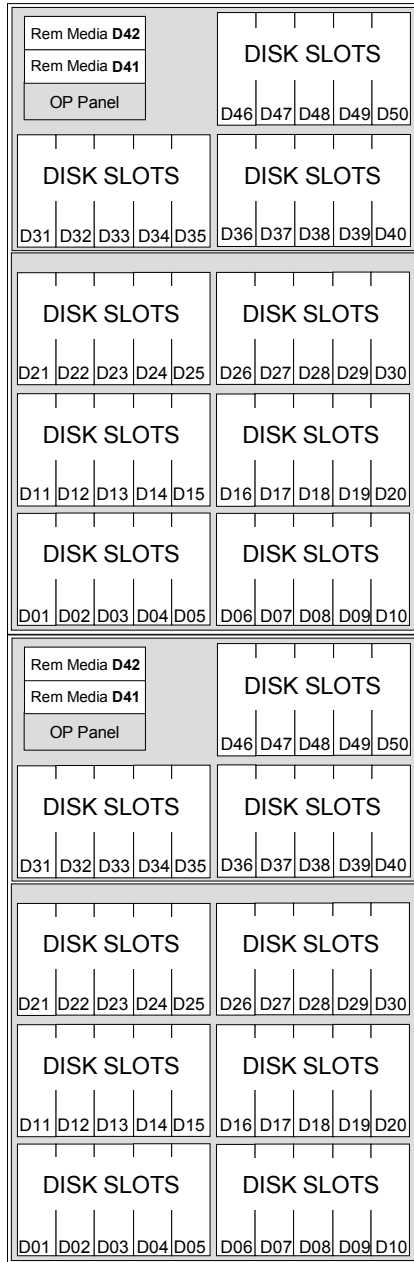 Rem Media D42
Rem Media D41
OP Panel
DISK SLOTS
D46 D47 D48 D49 D50
DISK SLOTS DISK SLOTS
D31 D32 D33 D34 D35 D36 D37 D38 D39 D40
DISK SLOTS DISK SLOTS
D21 D22 D23 D24 D25 D26 D27 D28 D29 D30
DISK SLOTS DISK SLOTS
D11 D12 D13 D14 D15 D16 D17 D18 D19 D20
DISK SLOTS DISK SLOTS
D01 D02 D03 D04 D05 D06 D07 D08 D09 D10
Rem Media D42
Rem Media D41
OP Panel
DISK SLOTS
D46 D47 D48 D49 D50
DISK SLOTS DISK SLOTS
D31 D32 D33 D34 D35 D36 D37 D38 D39 D40
DISK SLOTS DISK SLOTS
D21 D22 D23 D24 D25 D26 D27 D28 D29 D30
DISK SLOTS DISK SLOTS
D11 D12 D13 D14 D15 D16 D17 D18 D19 D20
DISK SLOTS DISK SLOTS
D01 D02 D03 D04 D05 D06 D07 D08 D09 D10